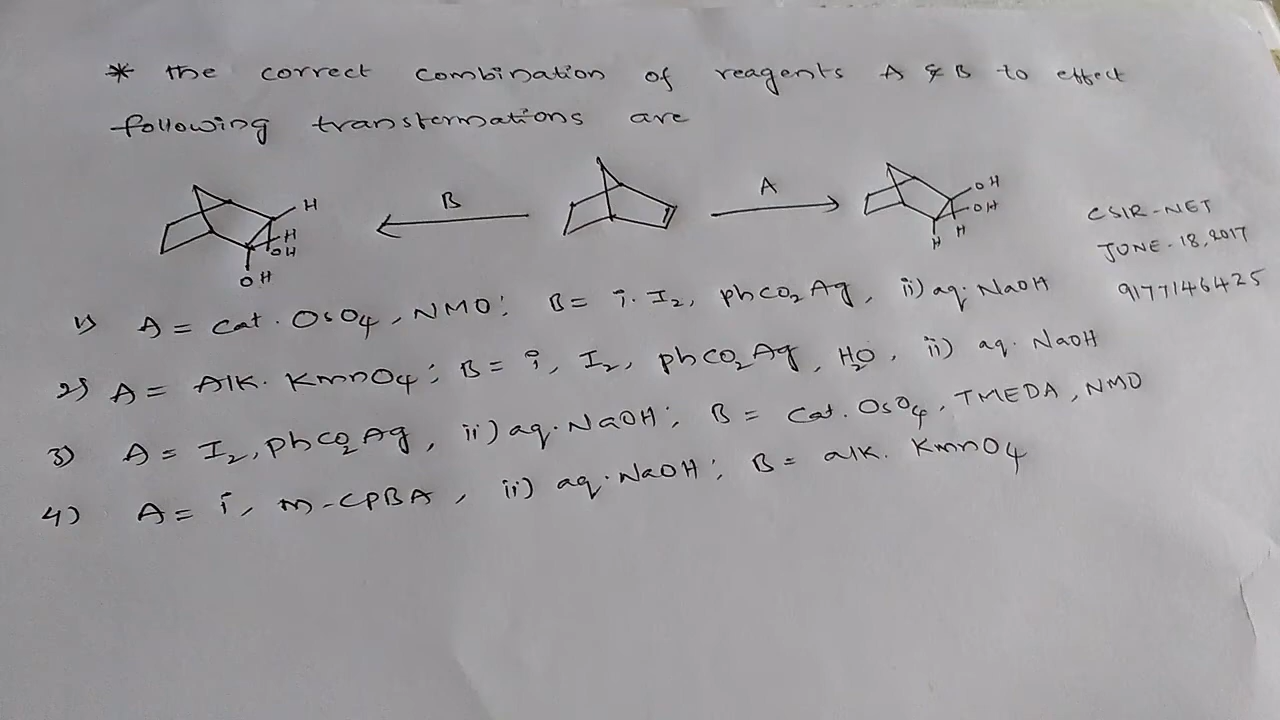 * The correct combination of reagents A & B to effect
following transformations are
B
A
H
H
OH
OH
OH
OH
H
H
CSIR-NET
JUNE-18,2017
9177146425
1) A = cat. OsO4, NMO; B = i. I2, phCO2Ag, ii) aq. NaOH
2) A = Alk. KmnO4; B = i, I2, phCO2Ag, H2O, ii) aq. NaOH
3) A = I2, phCO2Ag, ii) aq. NaOH; B = cat. OsO4, TMEDA, NMO
4) A = i, m-CPBA, ii) aq. NaOH; B = alk. KmnO4